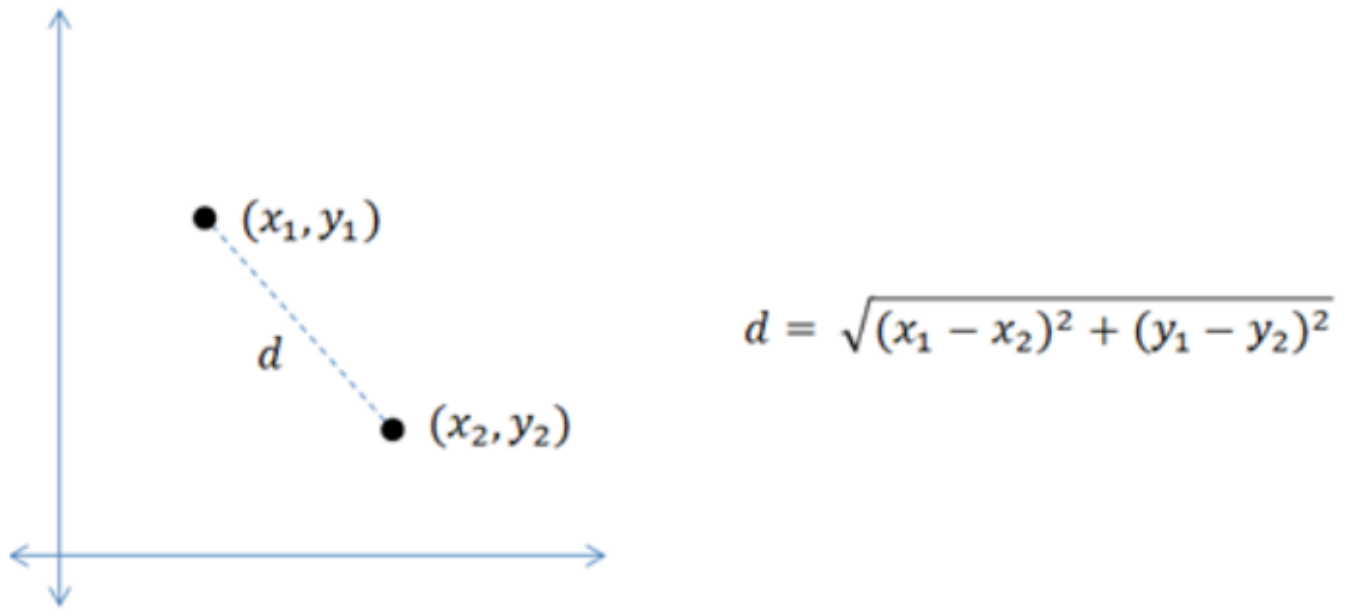 (x₁, y₁)
d
(x₂, y₂)
d = √(x₁ − x₂)² + (y₁ − y₂)²